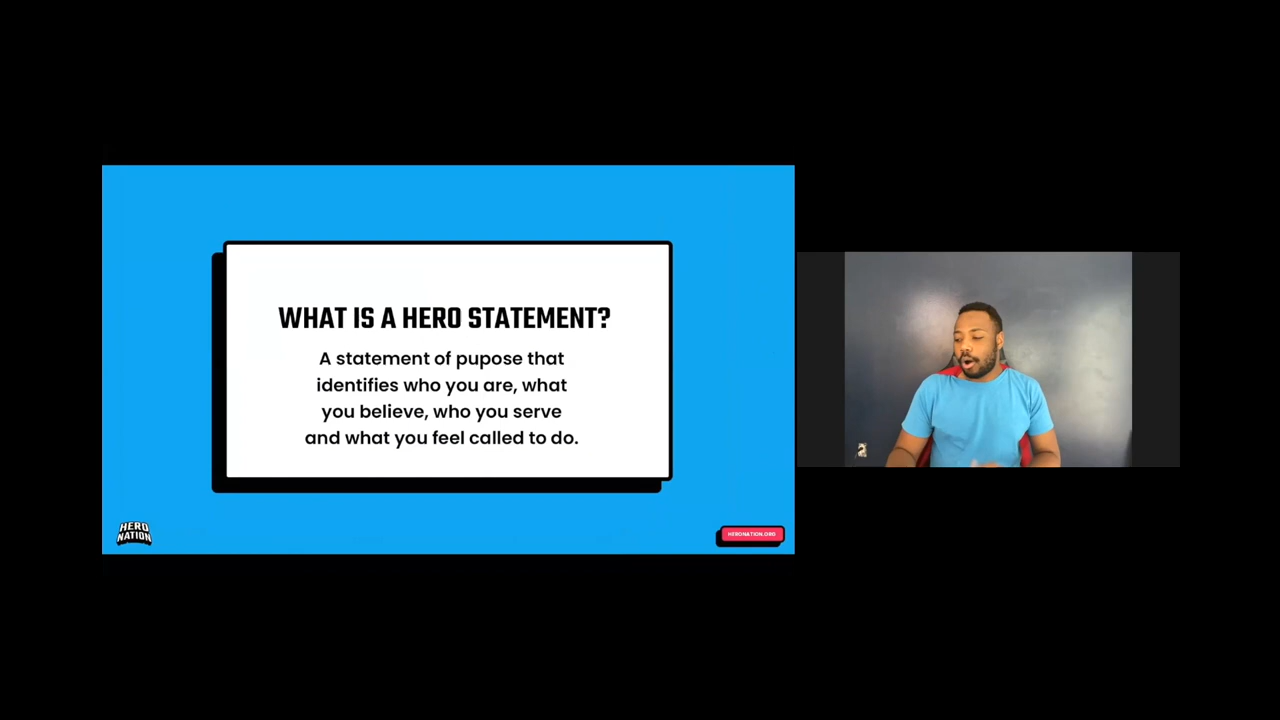 WHAT IS A HERO STATEMENT?
A statement of pupose that
identifies who you are, what
you believe, who you serve
and what you feel called to do.
HERO
NATION
HERONATION.ORG